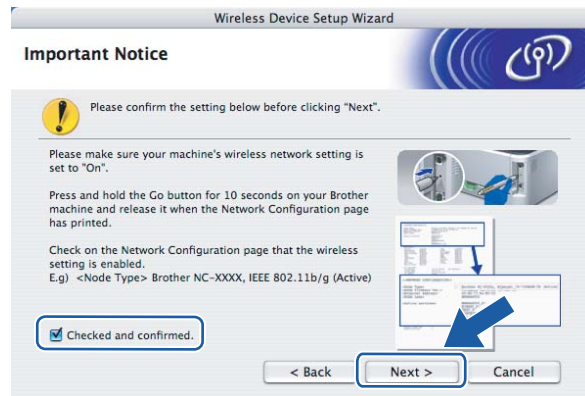 Wireless Device Setup Wizard
Important Notice
Please confirm the setting below before clicking "Next".
Please make sure your machine's wireless network setting is
set to "On".
Press and hold the Go button for 10 seconds on your Brother
machine and release it when the Network Configuration page
has printed.
Check on the Network Configuration page that the wireless
setting is enabled.
E.g) <Node Type> Brother NC-XXXX, IEEE 802.11b/g (Active)
Checked and confirmed.
< Back
Next >
Cancel